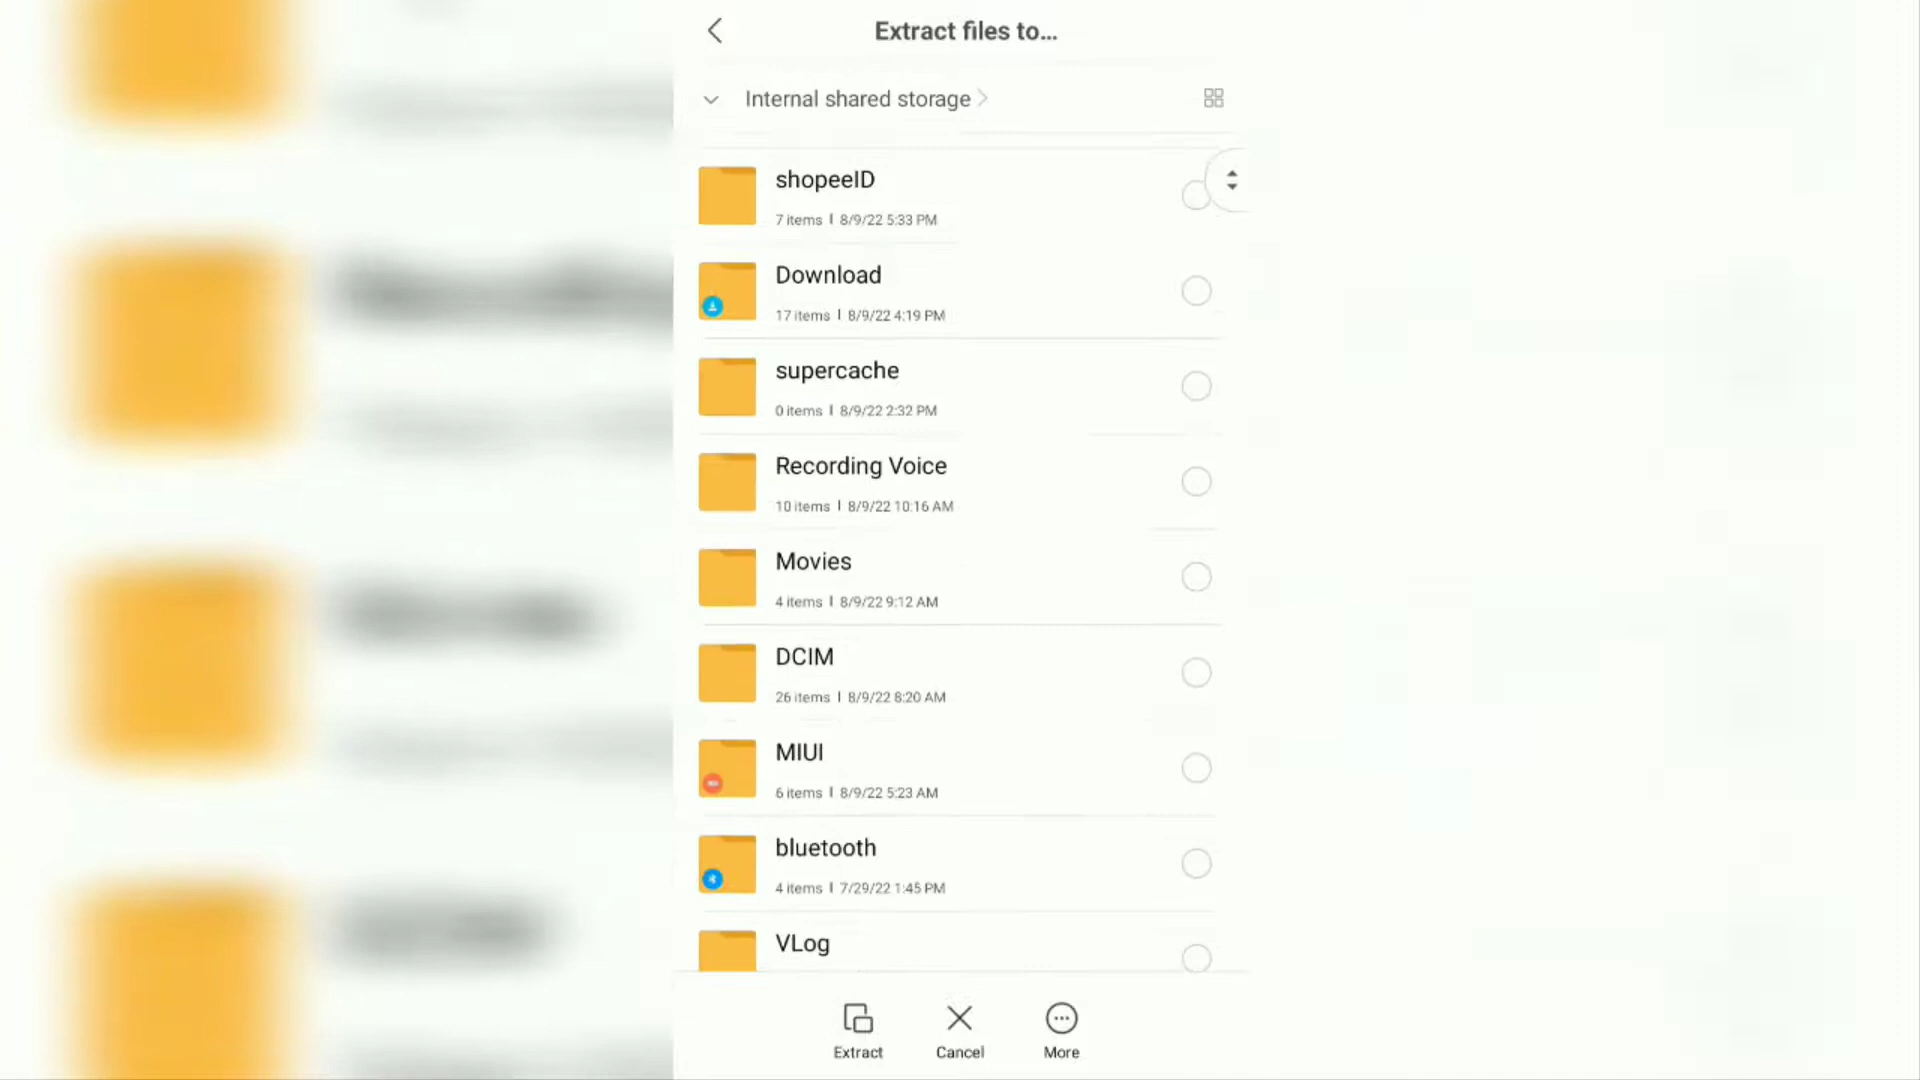 Extract files to...
Internal shared storage
shopeeID
7 items | 8/9/22 5:33 PM
Download
17 items | 8/9/22 4:19 PM
supercache
0 items | 8/9/22 2:32 PM
Recording Voice
10 items | 8/9/22 10:16 AM
Movies
4 items | 8/9/22 9:12 AM
DCIM
26 items | 8/9/22 8:20 AM
MIUI
6 items | 8/9/22 5:23 AM
bluetooth
4 items | 7/29/22 1:45 PM
VLog
Extract
Cancel
More